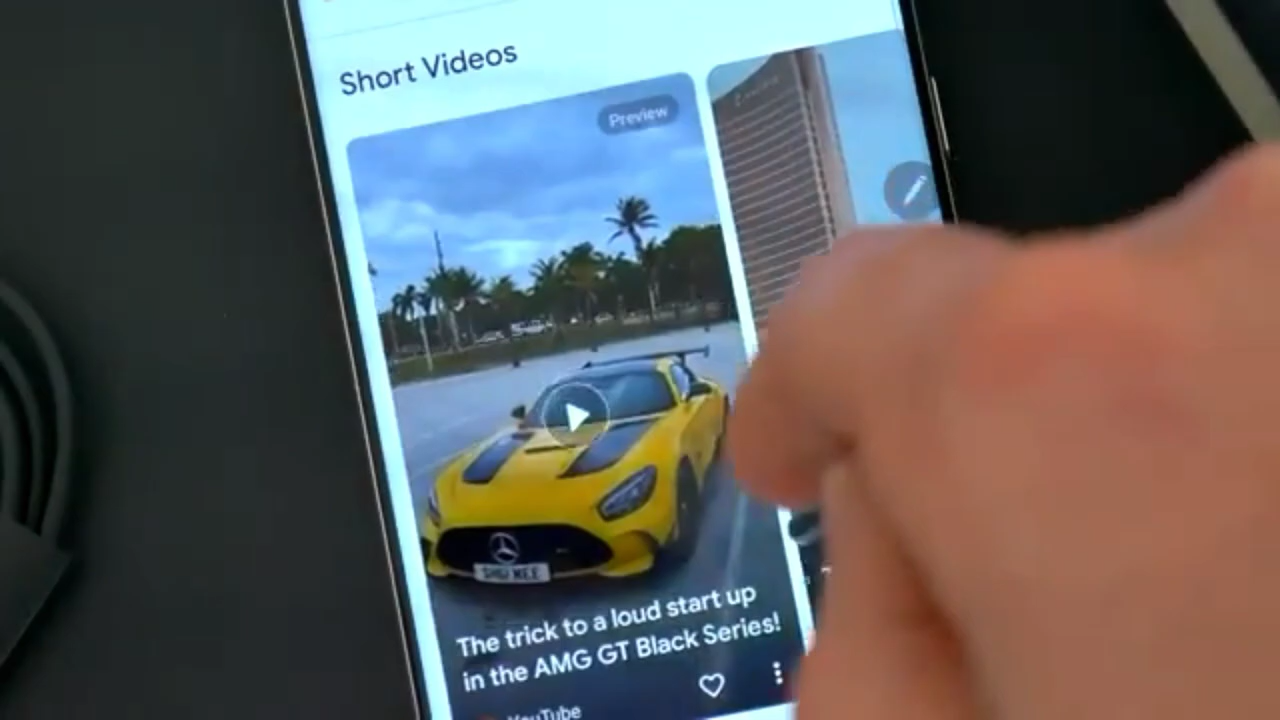 Short Videos
Preview
The trick to a loud start up
in the AMG GT Black Series!
YouTube